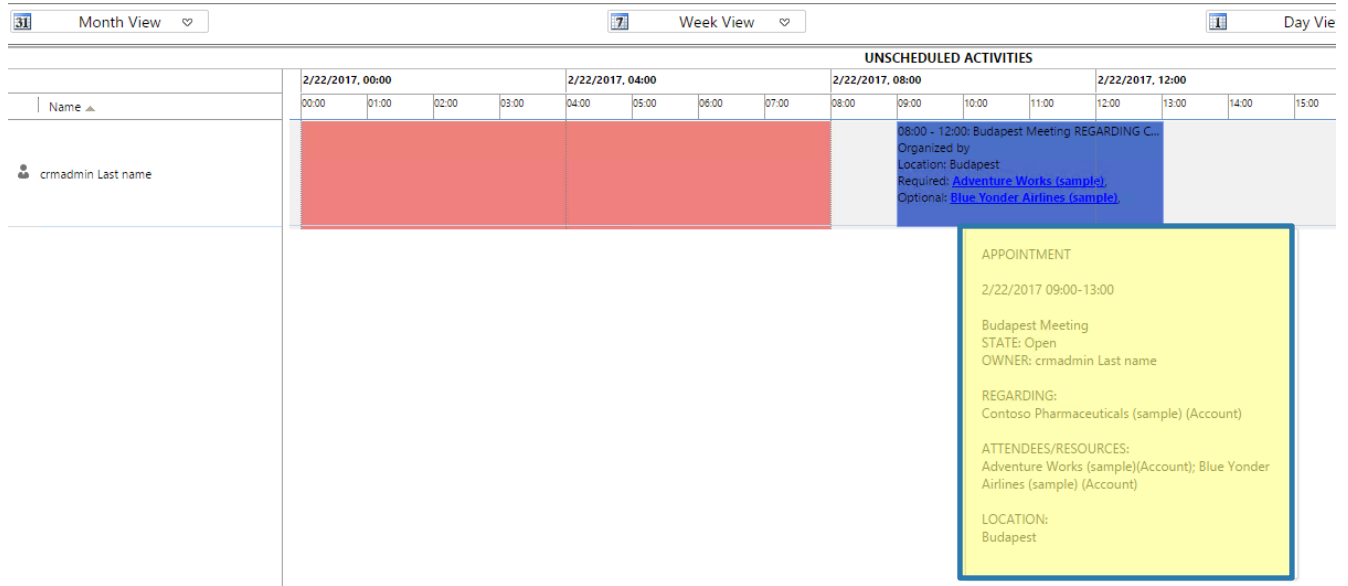 31 Month View
7 Week View
1 Day Vie
UNSCHEDULED ACTIVITIES
2/22/2017, 00:00 2/22/2017, 04:00 2/22/2017, 08:00 2/22/2017, 12:00
Name 00:00 01:00 02:00 03:00 04:00 05:00 06:00 07:00 08:00 09:00 10:00 11:00 12:00 13:00 14:00 15:00
crmadmin Last name
08:00 - 12:00: Budapest Meeting REGARDING C...
Organized by
Location: Budapest
Required: Adventure Works (sample),
Optional: Blue Yonder Airlines (sample),
APPOINTMENT
2/22/2017 09:00-13:00
Budapest Meeting
STATE: Open
OWNER: crmadmin Last name
REGARDING:
Contoso Pharmaceuticals (sample) (Account)
ATTENDEES/RESOURCES:
Adventure Works (sample)(Account); Blue Yonder
Airlines (sample) (Account)
LOCATION:
Budapest